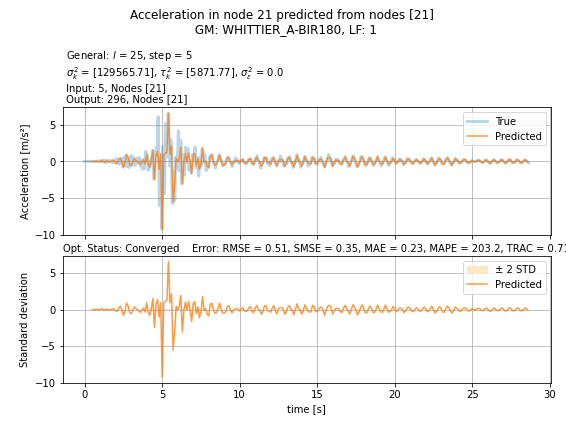 Acceleration in node 21 predicted from nodes [21]
GM: WHITTIER_A-BIR180, LF: 1
General: l = 25, step = 5
σ²ₖ = [129565.71], τ²ₖ = [5871.77], σ²ε = 0.0
Input: 5, Nodes [21]
Output: 296, Nodes [21]
5
0
−5
−10
Acceleration [m/s²]
True
Predicted
Opt. Status: Converged Error: RMSE = 0.51, SMSE = 0.35, MAE = 0.23, MAPE = 203.2, TRAC = 0.71
5
0
−5
−10
Standard deviation
± 2 STD
Predicted
0 5 10 15 20 25 30
time [s]